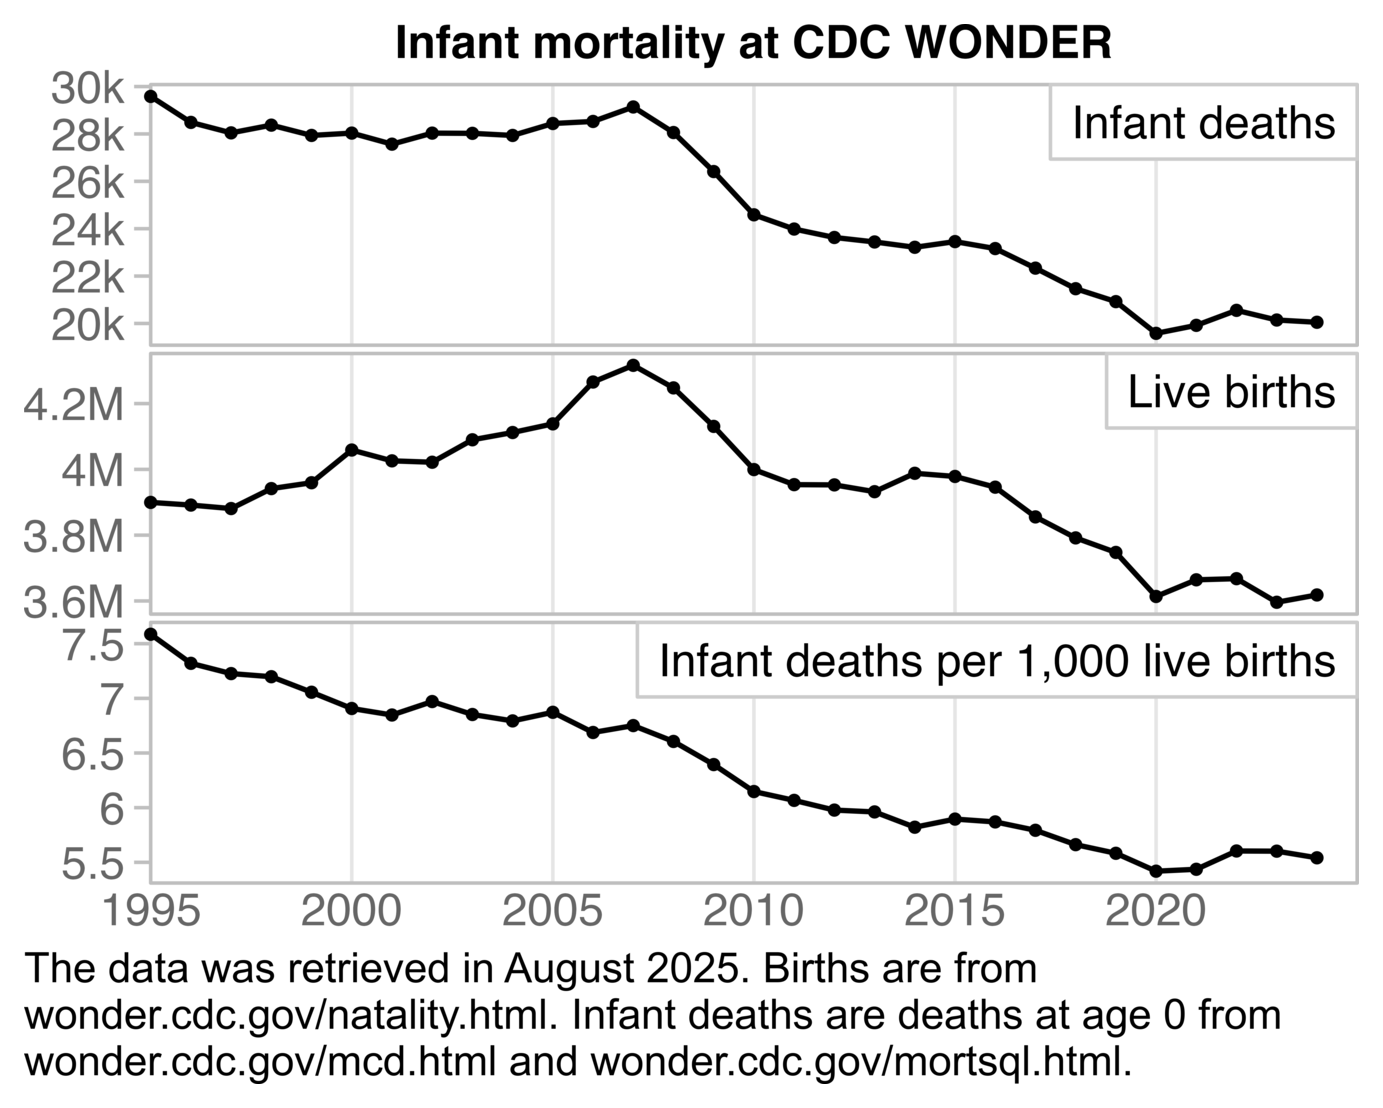 Infant mortality at CDC WONDER
30k
28k
26k
24k
22k
20k
Infant deaths
4.2M
4M
3.8M
3.6M
Live births
7.5
7
6.5
6
5.5
Infant deaths per 1,000 live births
1995 2000 2005 2010 2015 2020
The data was retrieved in August 2025. Births are from
wonder.cdc.gov/natality.html. Infant deaths are deaths at age 0 from
wonder.cdc.gov/mcd.html and wonder.cdc.gov/mortsql.html.